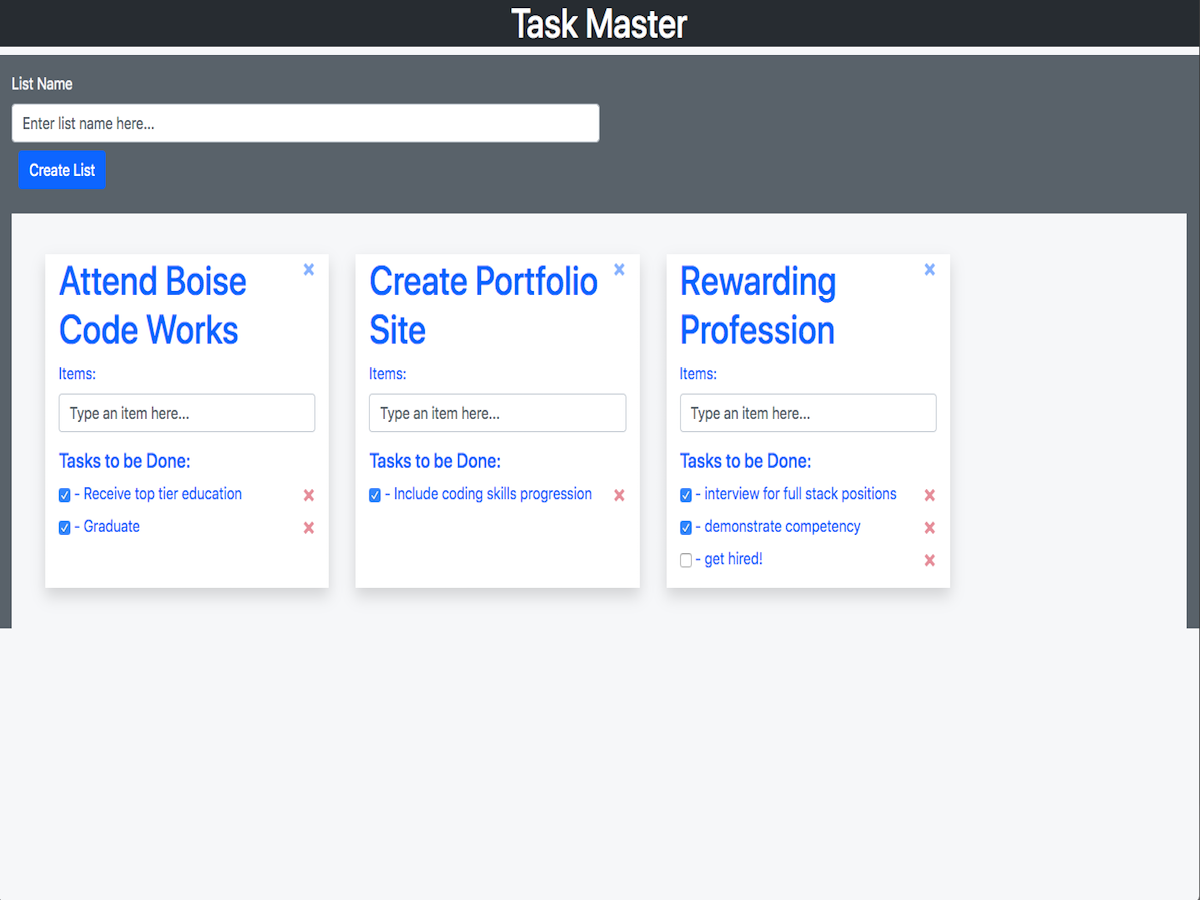 Task Master
List Name
Enter list name here...
Create List
Attend Boise
Code Works
Items:
Type an item here...
Tasks to be Done:
- Receive top tier education
- Graduate
Create Portfolio
Site
Items:
Type an item here...
Tasks to be Done:
- Include coding skills progression
Rewarding
Profession
Items:
Type an item here...
Tasks to be Done:
- interview for full stack positions
- demonstrate competency
- get hired!